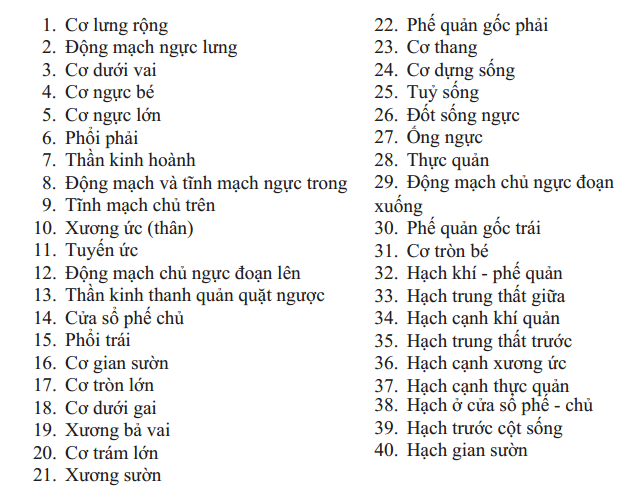 1. Cơ lưng rộng
2. Động mạch ngực lưng
3. Cơ dưới vai
4. Cơ ngực bé
5. Cơ ngực lớn
6. Phổi phải
7. Thần kinh hoành
8. Động mạch và tĩnh mạch ngực trong
9. Tĩnh mạch chủ trên
10. Xương ức (thân)
11. Tuyến ức
12. Động mạch chủ ngực đoạn lên
13. Thần kinh thanh quản quặt ngược
14. Cửa sổ phế chủ
15. Phổi trái
16. Cơ gian sườn
17. Cơ tròn lớn
18. Cơ dưới gai
19. Xương bả vai
20. Cơ trám lớn
21. Xương sườn
22. Phế quản gốc phải
23. Cơ thang
24. Cơ dựng sống
25. Tuỷ sống
26. Đốt sống ngực
27. Ống ngực
28. Thực quản
29. Động mạch chủ ngực đoạn
xuống
30. Phế quản gốc trái
31. Cơ tròn bé
32. Hạch khí - phế quản
33. Hạch trung thất giữa
34. Hạch cạnh khí quản
35. Hạch trung thất trước
36. Hạch cạnh xương ức
37. Hạch cạnh thực quản
38. Hạch ở cửa sổ phế - chủ
39. Hạch trước cột sống
40. Hạch gian sườn